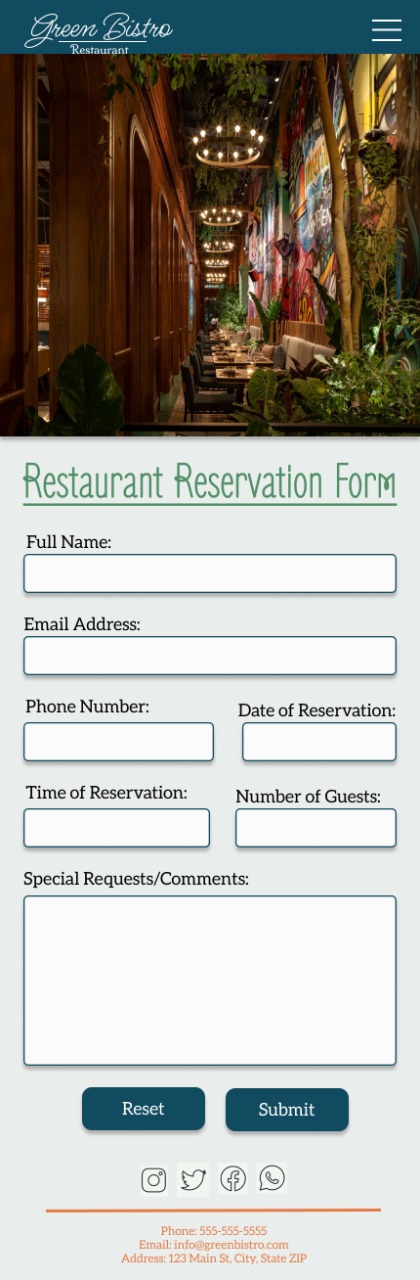 Green Bistro
Restaurant
Restaurant Reservation Form
Full Name:
Email Address:
Phone Number:
Date of Reservation:
Time of Reservation:
Number of Guests:
Special Requests/Comments:
Reset
Submit
Phone: 555-555-5555
Email: info@greenbistro.com
Address: 123 Main St, City, State ZIP